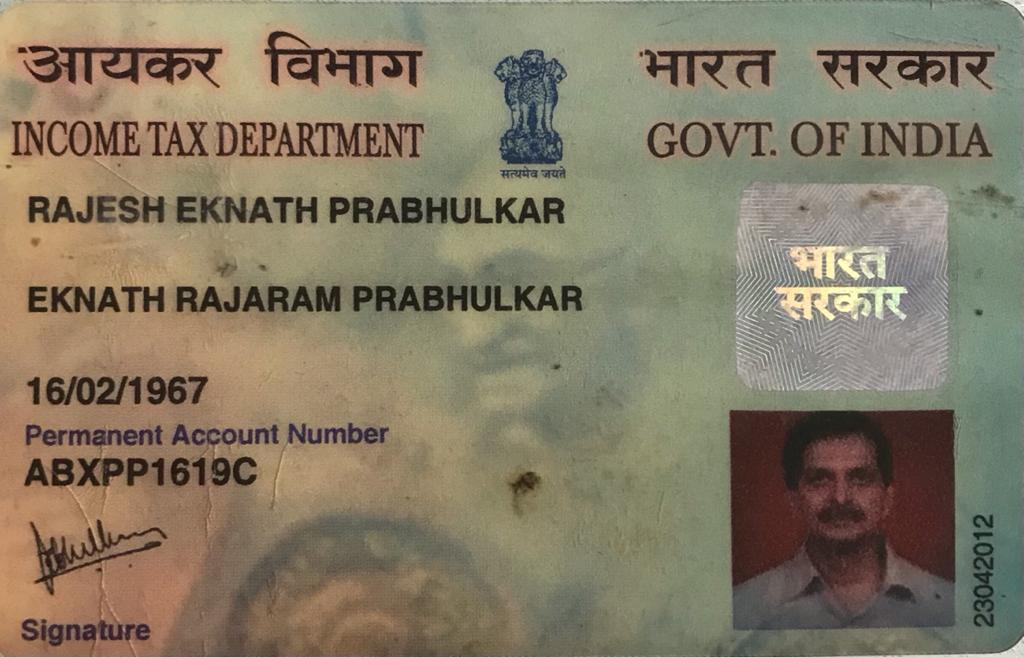 आयकर विभाग
INCOME TAX DEPARTMENT
सत्यमेव जयते
भारत सरकार
GOVT. OF INDIA
RAJESH EKNATH PRABHULKAR
EKNATH RAJARAM PRABHULKAR
भारत
सरकार
16/02/1967
Permanent Account Number
ABXPP1619C
Signature
23042012